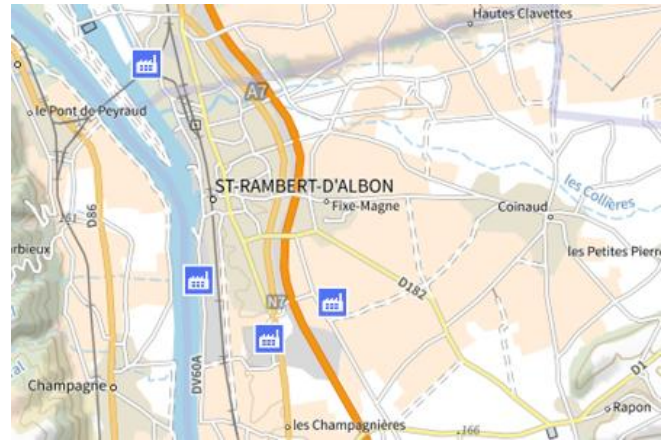 Hautes Clavettes
A7
le Pont de Peyraud
les Collières
ST-RAMBERT-D'ALBON
Fixe-Magne
Coinaud
161
D86
les Petites Pierre
D182
N7
DV60A
D1
Champagne
Rapon
les Champagnières
166